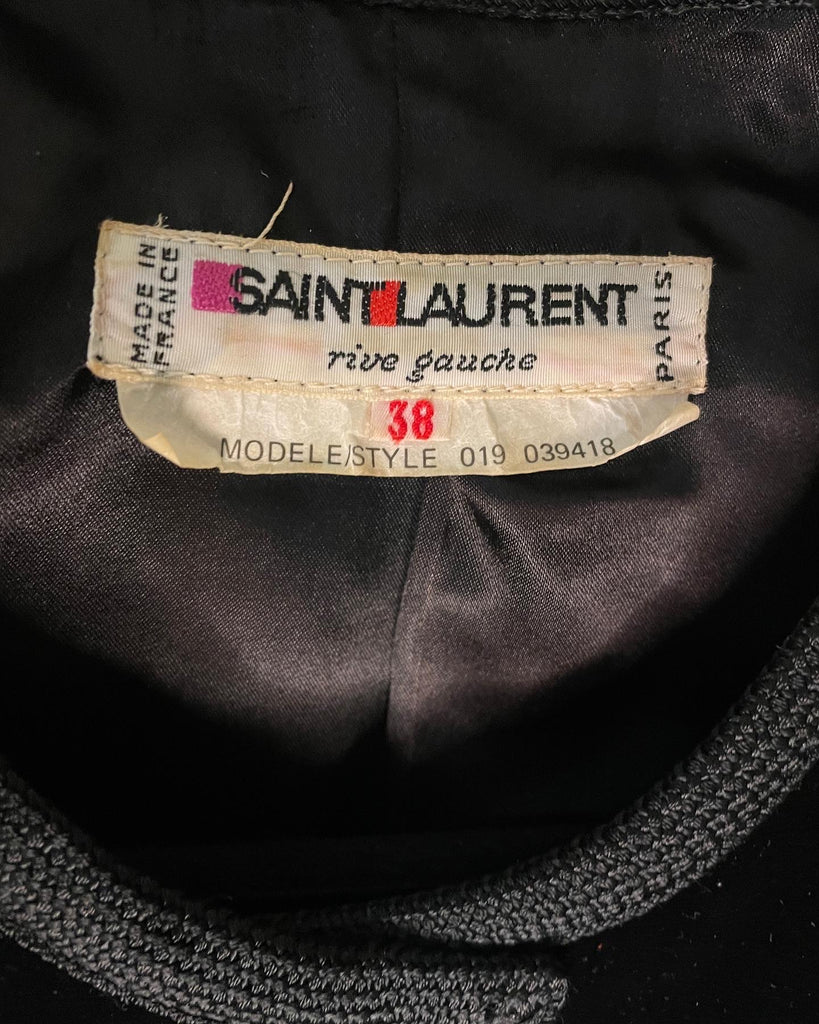 MADE IN
FRANCE
SAINT LAURENT
rive gauche
PARIS
38
MODELE/STYLE 019 039418